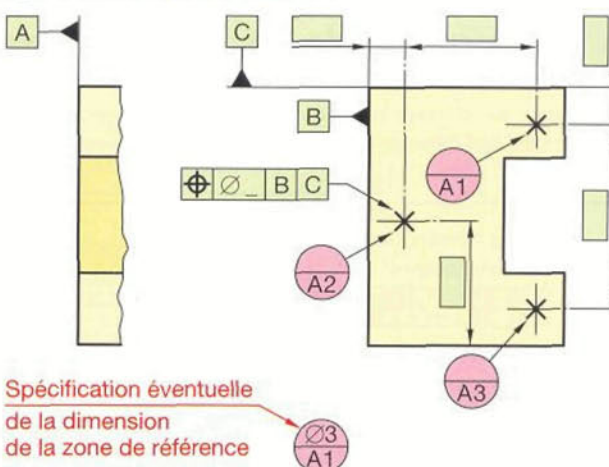 A
C
B
A1
⌖ ∅_ B C
A2
A3
Spécification éventuelle
de la dimension
de la zone de référence
∅3
A1